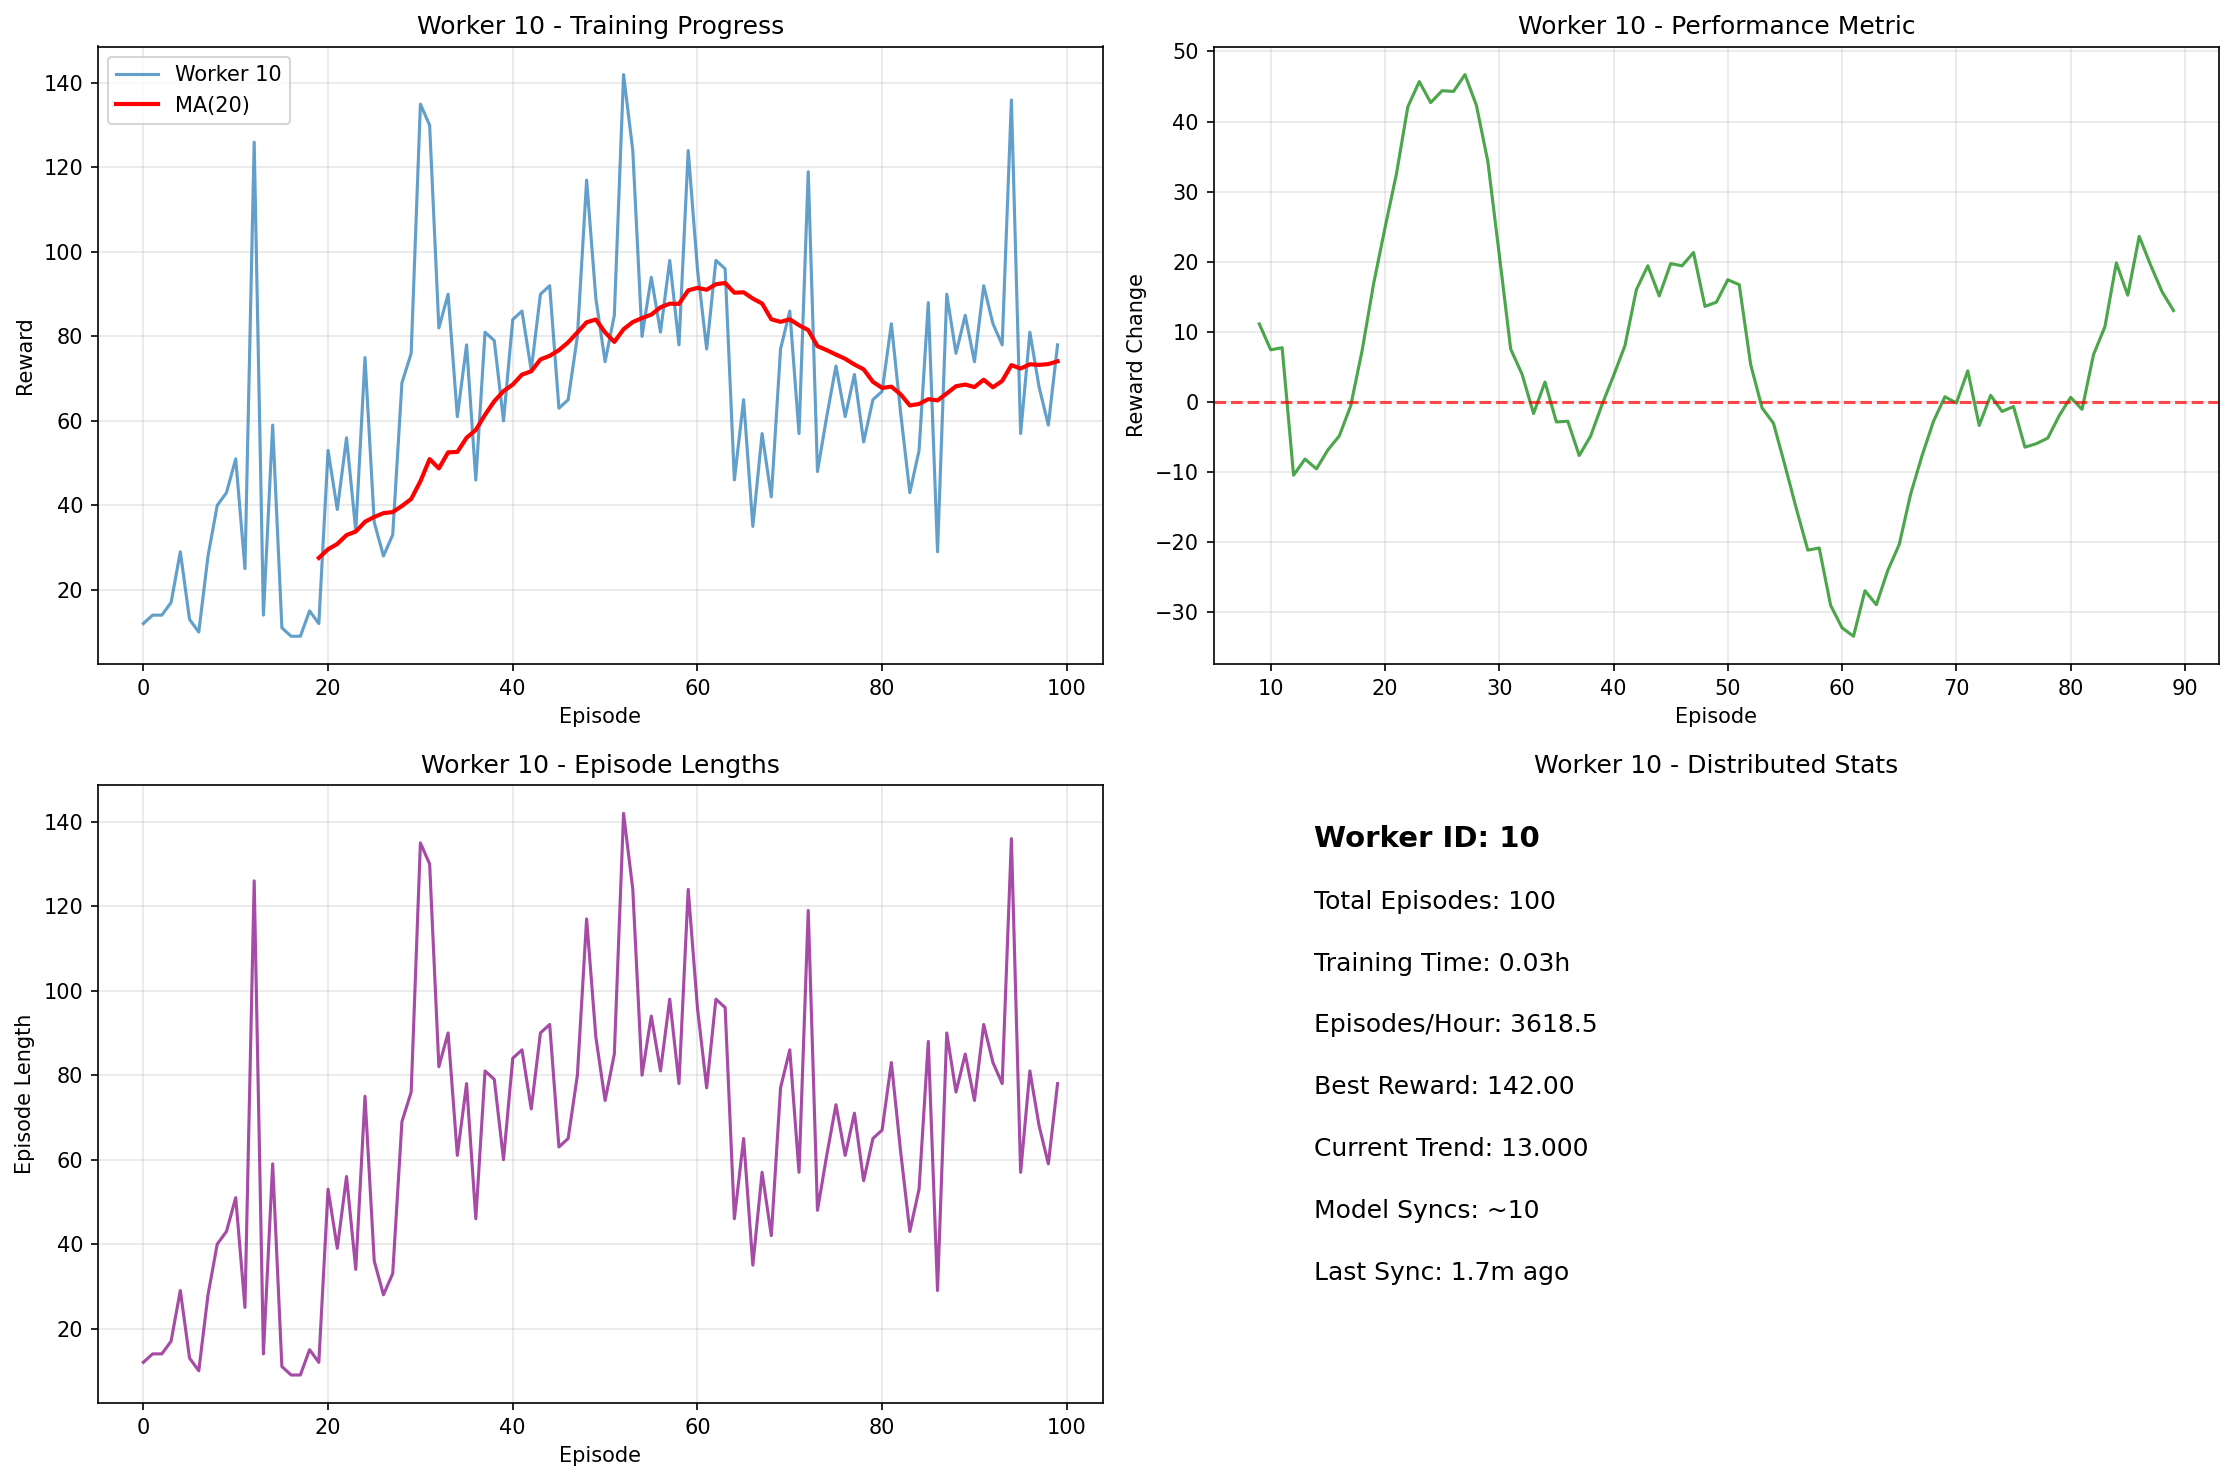 Worker 10 - Training Progress
Worker 10
MA(20)
Reward
140
120
100
80
60
40
20
0 20 40 60 80 100
Episode
Worker 10 - Performance Metric
Reward Change
50
40
30
20
10
0
−10
−20
−30
10 20 30 40 50 60 70 80 90
Episode
Worker 10 - Episode Lengths
Episode Length
140
120
100
80
60
40
20
0 20 40 60 80 100
Episode
Worker 10 - Distributed Stats
Worker ID: 10
Total Episodes: 100
Training Time: 0.03h
Episodes/Hour: 3618.5
Best Reward: 142.00
Current Trend: 13.000
Model Syncs: ~10
Last Sync: 1.7m ago